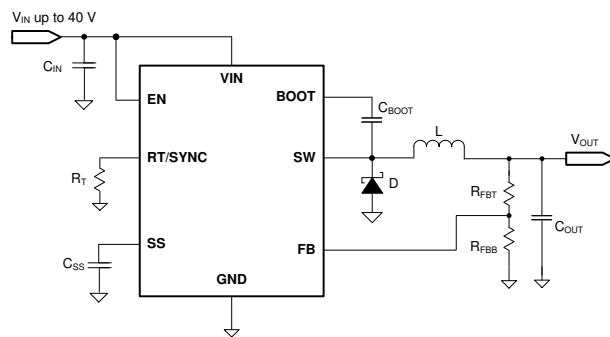 VIN up to 40 V
CIN
VIN
EN
BOOT
CBOOT
L
VOUT
RT/SYNC
SW
RT
D
RFBT
COUT
SS
FB
RFBB
CSS
GND